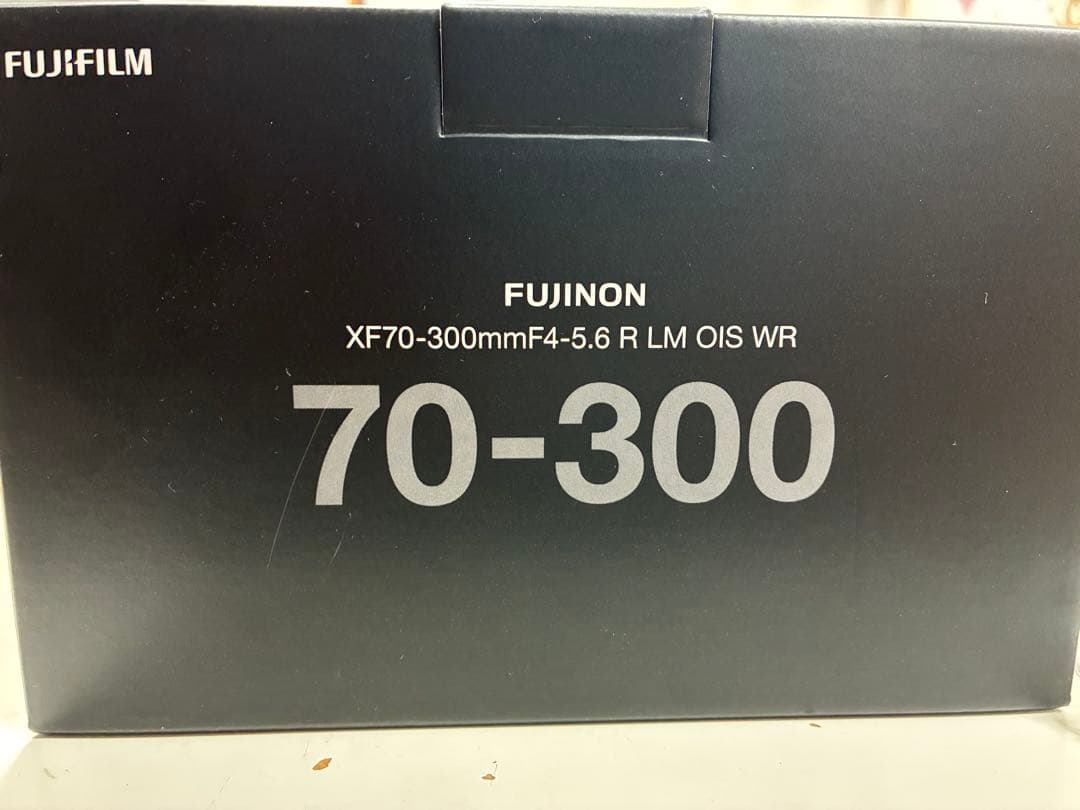 FUJIFILM
FUJINON
XF70-300mmF4-5.6 R LM OIS WR
70-300